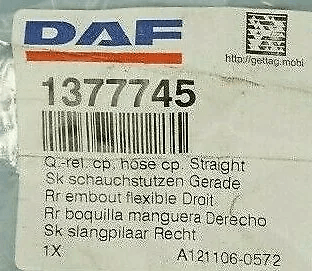 DAF
http://gettag.mobi
1377745
Q.-rel. cp. hose cp. Straight
Sk schauchstutzen Gerade
Rr embout flexible Droit
Rr boquilla manguera Derecho
Sk slangpilaar Recht
1X A121106-0572